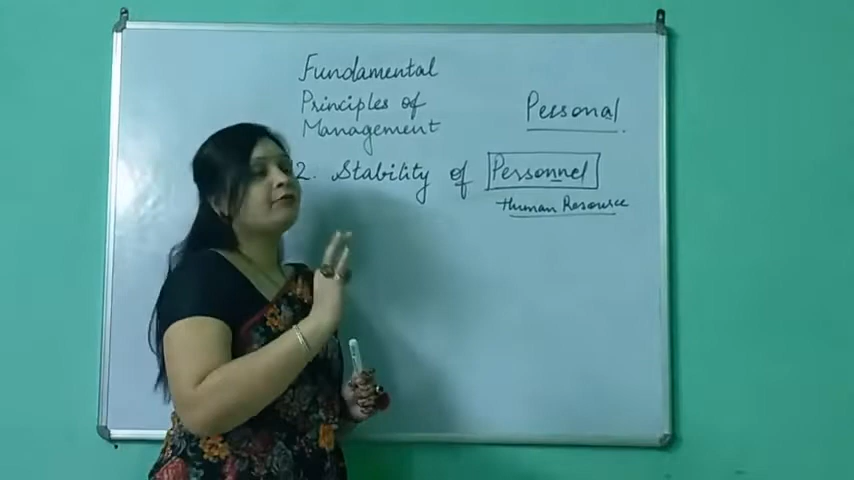 Fundamental
Principles of
Management
Personal
2. Stability of Personnel
Human Resource